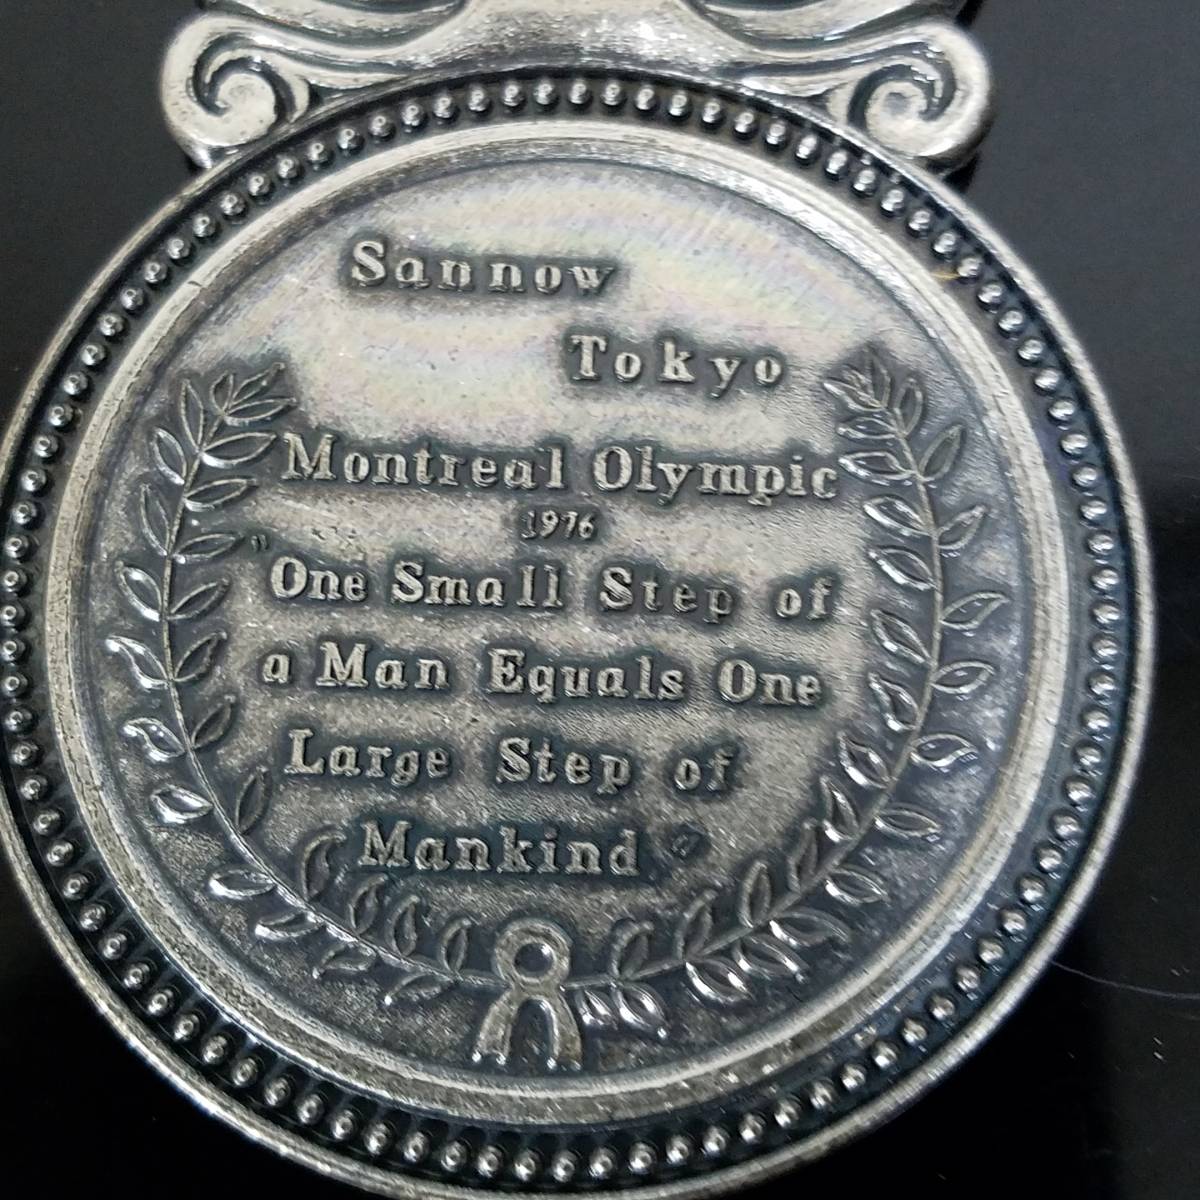 Sannow
Tokyo
Montreal Olympic
1976
"One Small Step of
a Man Equals One
Large Step of
Mankind"